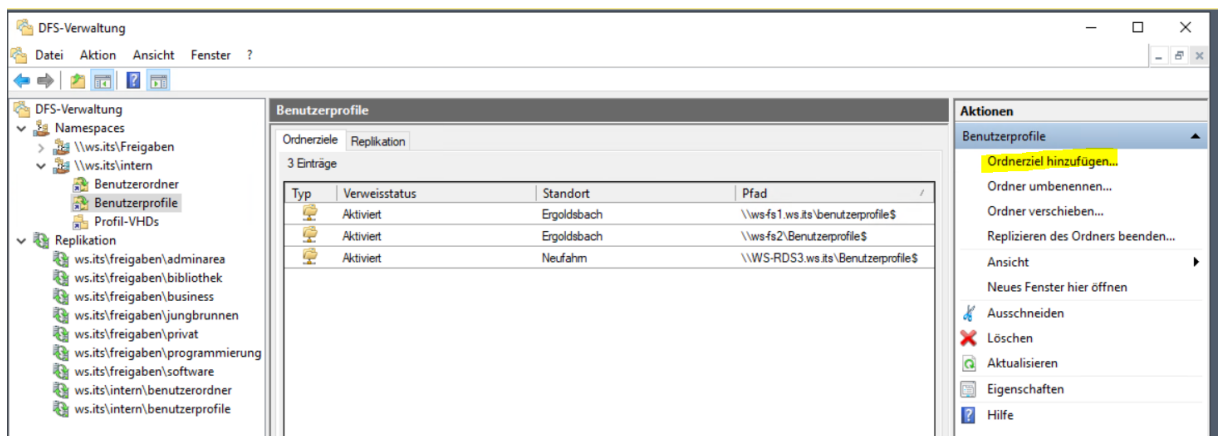 DFS-Verwaltung
Datei Aktion Ansicht Fenster ?
DFS-Verwaltung
Namespaces
\\ws.its\Freigaben
\\ws.its\intern
Benutzerordner
Benutzerprofile
Profil-VHDs
Replikation
ws.its\freigaben\adminarea
ws.its\freigaben\bibliothek
ws.its\freigaben\business
ws.its\freigaben\jungbrunnen
ws.its\freigaben\privat
ws.its\freigaben\programmierung
ws.its\freigaben\software
ws.its\intern\benutzerordner
ws.its\intern\benutzerprofile
Benutzerprofile
Ordnerziele Replikation
3 Einträge
Typ Verweisstatus Standort Pfad
Aktiviert Ergoldsbach \\ws-fs1.ws.its\benutzerprofile$
Aktiviert Ergoldsbach \\ws-fs2\Benutzerprofile$
Aktiviert Neufahrn \\WS-RDS3.ws.its\Benutzerprofile$
Aktionen
Benutzerprofile
Ordnerziel hinzufügen...
Ordner umbenennen...
Ordner verschieben...
Replizieren des Ordners beenden...
Ansicht
Neues Fenster hier öffnen
Ausschneiden
Löschen
Aktualisieren
Eigenschaften
Hilfe